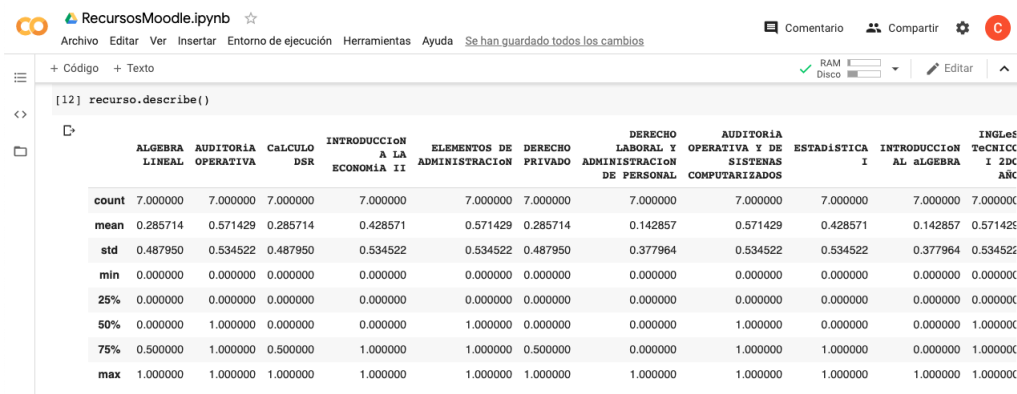 RecursosMoodle.ipynb
Comentario Compartir C
Archivo Editar Ver Insertar Entorno de ejecución Herramientas Ayuda Se han guardado todos los cambios
+ Código + Texto RAM Disco Editar
[12] recurso.describe()
ALGEBRA LINEAL AUDITORiA OPERATIVA CaLCULO DSR INTRODUCCIoN A LA ECONOMiA II ELEMENTOS DE ADMINISTRACIoN DERECHO PRIVADO DERECHO LABORAL Y ADMINISTRACIoN DE PERSONAL AUDITORiA OPERATIVA Y DE SISTENAS COMPUTARIZADOS ESTADiSTICA I INTRODUCCIoN AL aLGEBRA INGLeS TeCNICO I 2DO AÑO
count 7.000000 7.000000 7.000000 7.000000 7.000000 7.000000 7.000000 7.000000 7.000000 7.000000 7.000000
mean 0.285714 0.571429 0.285714 0.428571 0.571429 0.285714 0.142857 0.571429 0.428571 0.142857 0.571429
std 0.487950 0.534522 0.487950 0.534522 0.534522 0.487950 0.377964 0.534522 0.534522 0.377964 0.534522
min 0.000000 0.000000 0.000000 0.000000 0.000000 0.000000 0.000000 0.000000 0.000000 0.000000 0.000000
25% 0.000000 0.000000 0.000000 0.000000 0.000000 0.000000 0.000000 0.000000 0.000000 0.000000 0.000000
50% 0.000000 1.000000 0.000000 0.000000 1.000000 0.000000 0.000000 1.000000 0.000000 0.000000 1.000000
75% 0.500000 1.000000 0.500000 1.000000 1.000000 0.500000 0.000000 1.000000 1.000000 0.000000 1.000000
max 1.000000 1.000000 1.000000 1.000000 1.000000 1.000000 1.000000 1.000000 1.000000 1.000000 1.000000